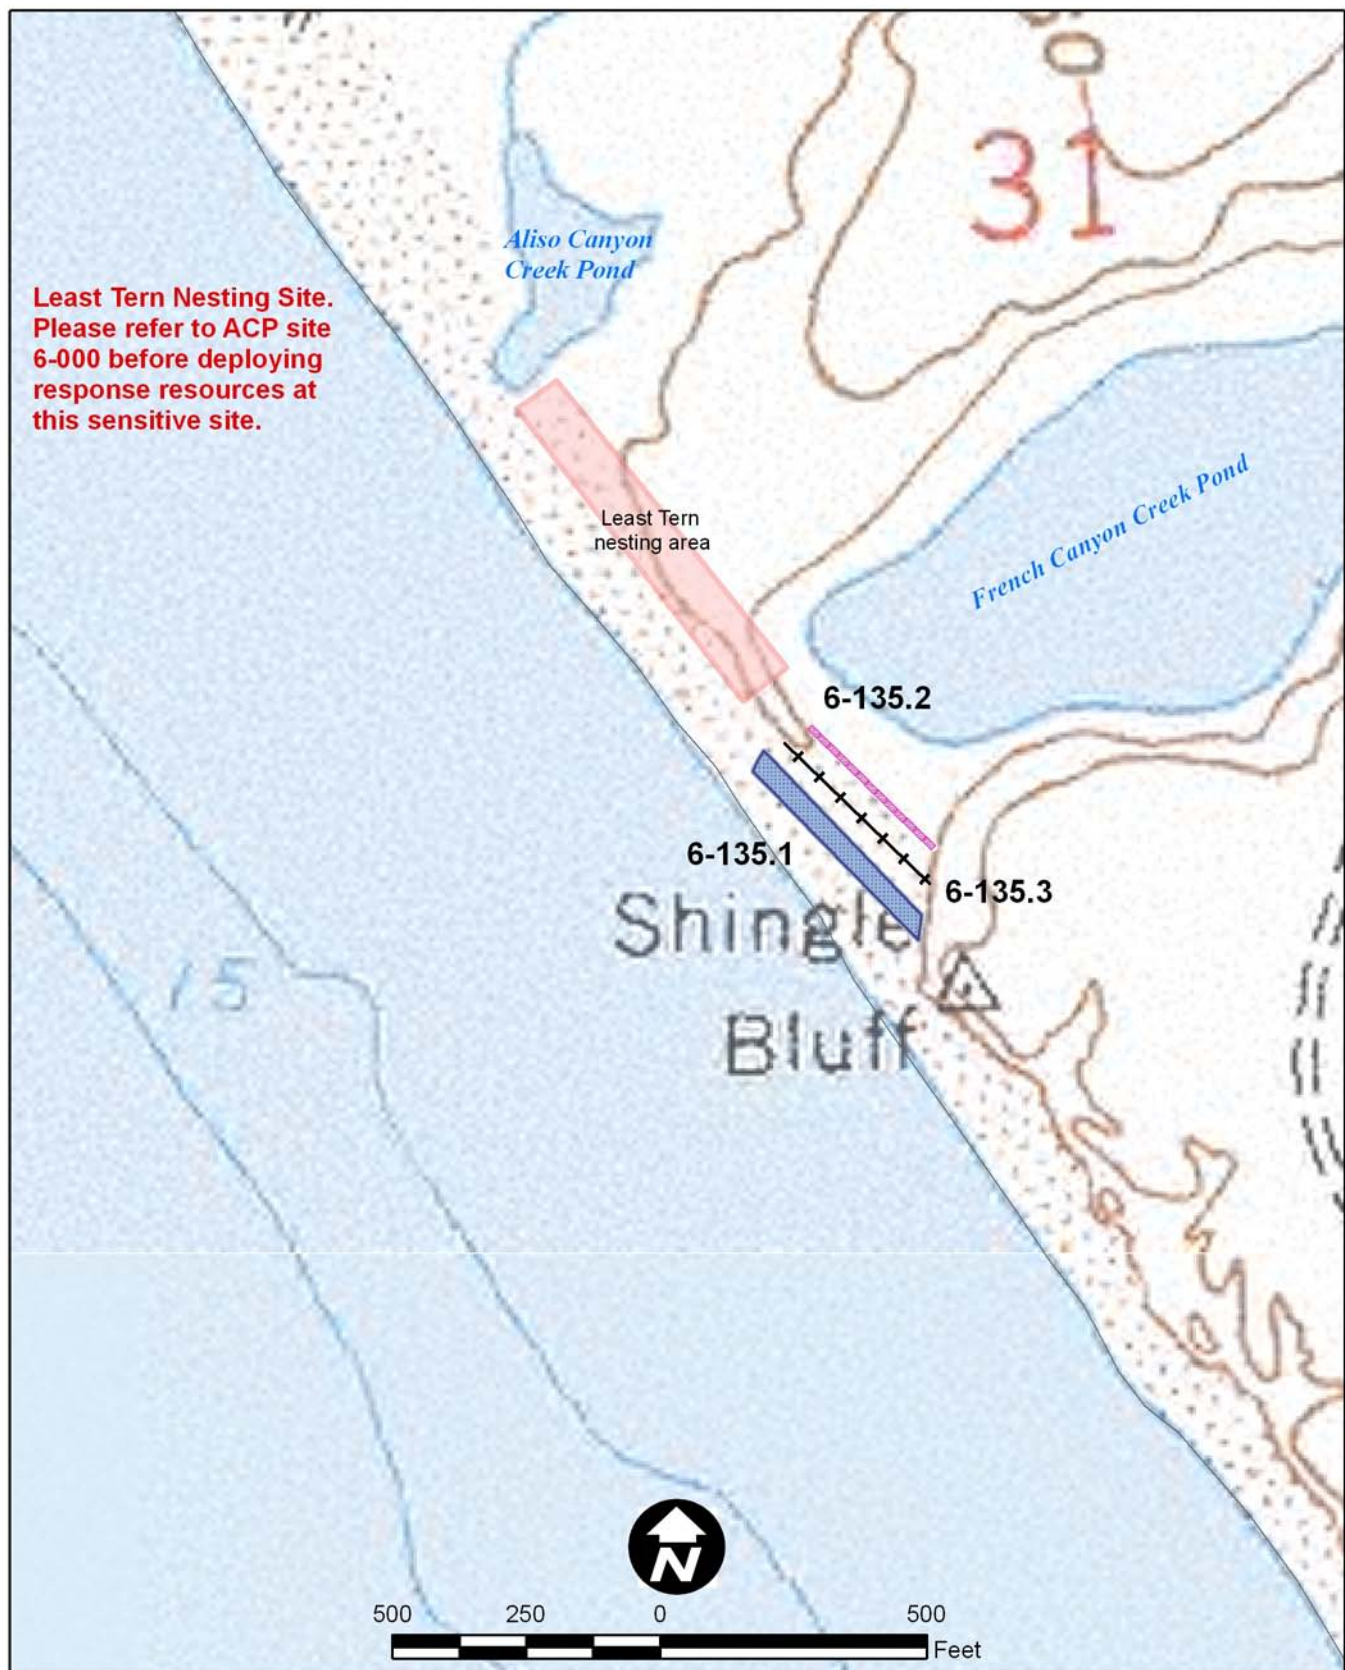 31
Aliso Canyon
Creek Pond
Least Tern Nesting Site.
Please refer to ACP site
6-000 before deploying
response resources at
this sensitive site.
Least Tern
nesting area
French Canyon Creek Pond
6-135.2
6-135.1
6-135.3
Shingle
Bluff
15
N
500 250 0 500
Feet